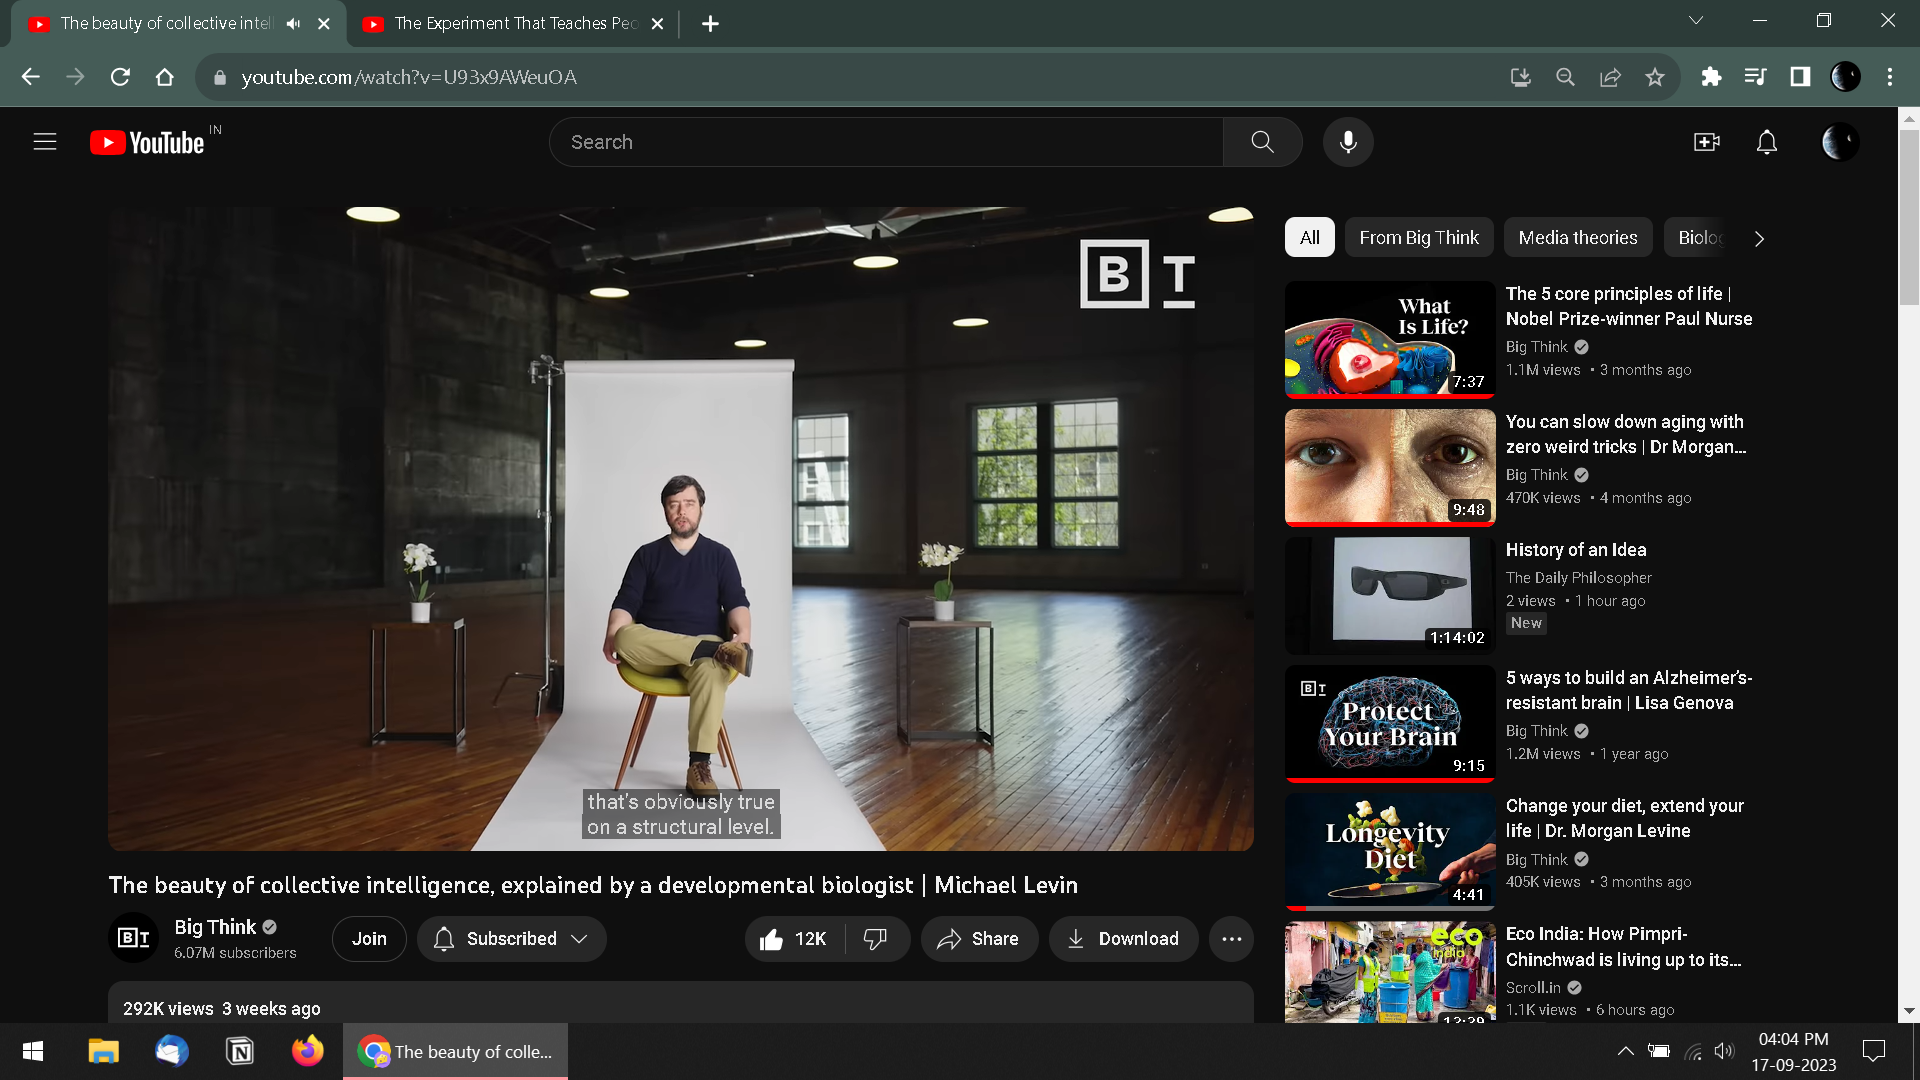 The beauty of collective intel
The Experiment That Teaches Peo
youtube.com/watch?v=U93x9AWeuOA
YouTube IN
Search
B T
that's obviously true
on a structural level.
The beauty of collective intelligence, explained by a developmental biologist | Michael Levin
BT
Big Think
6.07M subscribers
Join
Subscribed
12K
Share
Download
292K views 3 weeks ago
All
From Big Think
Media theories
Biolog
What
Is Life?
7:37
The 5 core principles of life |
Nobel Prize-winner Paul Nurse
Big Think
1.1M views • 3 months ago
9:48
You can slow down aging with
zero weird tricks | Dr Morgan...
Big Think
470K views • 4 months ago
1:14:02
History of an Idea
The Daily Philosopher
2 views • 1 hour ago
New
BT
Protect
Your Brain
9:15
5 ways to build an Alzheimer's-
resistant brain | Lisa Genova
Big Think
1.2M views • 1 year ago
Longevity
Diet
4:41
Change your diet, extend your
life | Dr. Morgan Levine
Big Think
405K views • 3 months ago
eco
india
Eco India: How Pimpri-
Chinchwad is living up to its...
Scroll.in
1.1K views • 6 hours ago
The beauty of colle...
04:04 PM
17-09-2023